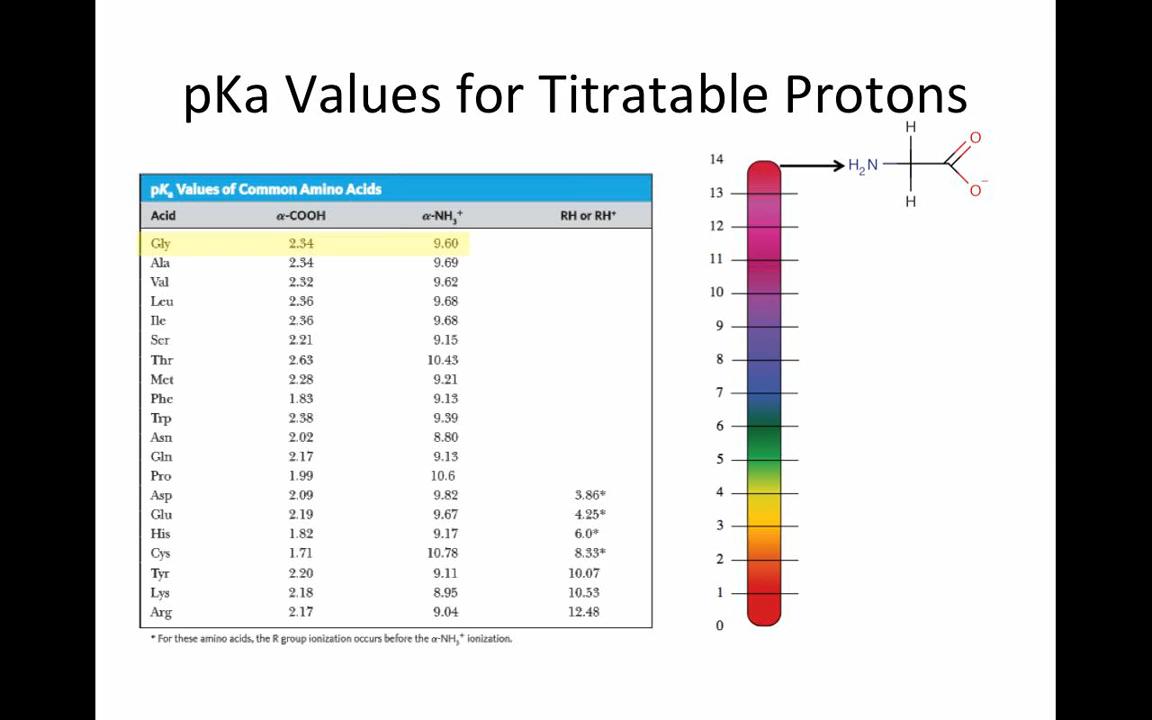 pKa Values for Titratable Protons
pKa Values of Common Amino Acids
Acid α-COOH α-NH3+ RH or RH+
Gly 2.34 9.60
Ala 2.34 9.69
Val 2.32 9.62
Leu 2.36 9.68
Ile 2.36 9.68
Ser 2.21 9.15
Thr 2.63 10.43
Met 2.28 9.21
Phe 1.83 9.13
Trp 2.38 9.39
Asn 2.02 8.80
Gln 2.17 9.13
Pro 1.99 10.6
Asp 2.09 9.82 3.86*
Glu 2.19 9.67 4.25*
His 1.82 9.17 6.0*
Cys 1.71 10.78 8.33*
Tyr 2.20 9.11 10.07
Lys 2.18 8.95 10.53
Arg 2.17 9.04 12.48
* For these amino acids, the R group ionization occurs before the α-NH3+ ionization.
14
13
12
11
10
9
8
7
6
5
4
3
2
1
0
H
O
H2N
O-
H